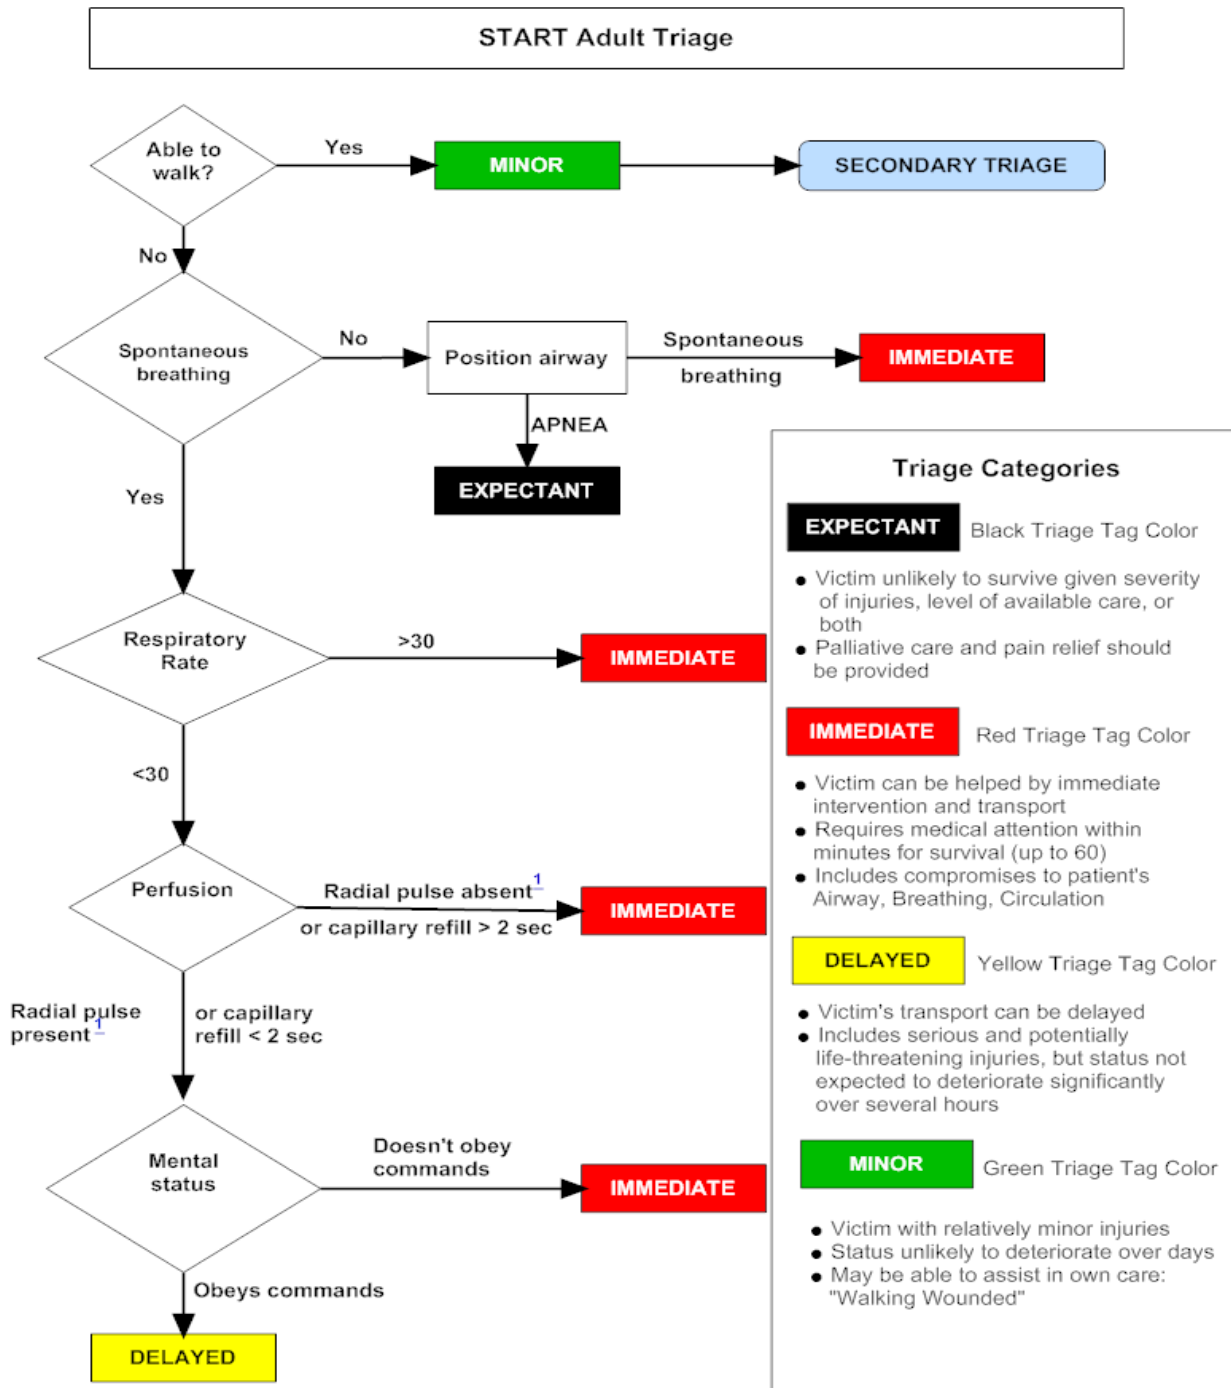 START Adult Triage
Able to
walk?
Yes
MINOR
SECONDARY TRIAGE
No
Spontaneous
breathing
No
Position airway
Spontaneous
breathing
IMMEDIATE
APNEA
EXPECTANT
Yes
Respiratory
Rate
>30
IMMEDIATE
<30
Perfusion
Radial pulse absent1
or capillary refill > 2 sec
IMMEDIATE
Radial pulse
present1
or capillary
refill < 2 sec
Mental
status
Doesn't obey
commands
IMMEDIATE
Obeys commands
DELAYED
Triage Categories
EXPECTANT Black Triage Tag Color
● Victim unlikely to survive given severity
of injuries, level of available care, or
both
● Palliative care and pain relief should
be provided
IMMEDIATE Red Triage Tag Color
● Victim can be helped by immediate
intervention and transport
● Requires medical attention within
minutes for survival (up to 60)
● Includes compromises to patient's
Airway, Breathing, Circulation
DELAYED Yellow Triage Tag Color
● Victim's transport can be delayed
● Includes serious and potentially
life-threatening injuries, but status not
expected to deteriorate significantly
over several hours
MINOR Green Triage Tag Color
● Victim with relatively minor injuries
● Status unlikely to deteriorate over days
● May be able to assist in own care:
"Walking Wounded"